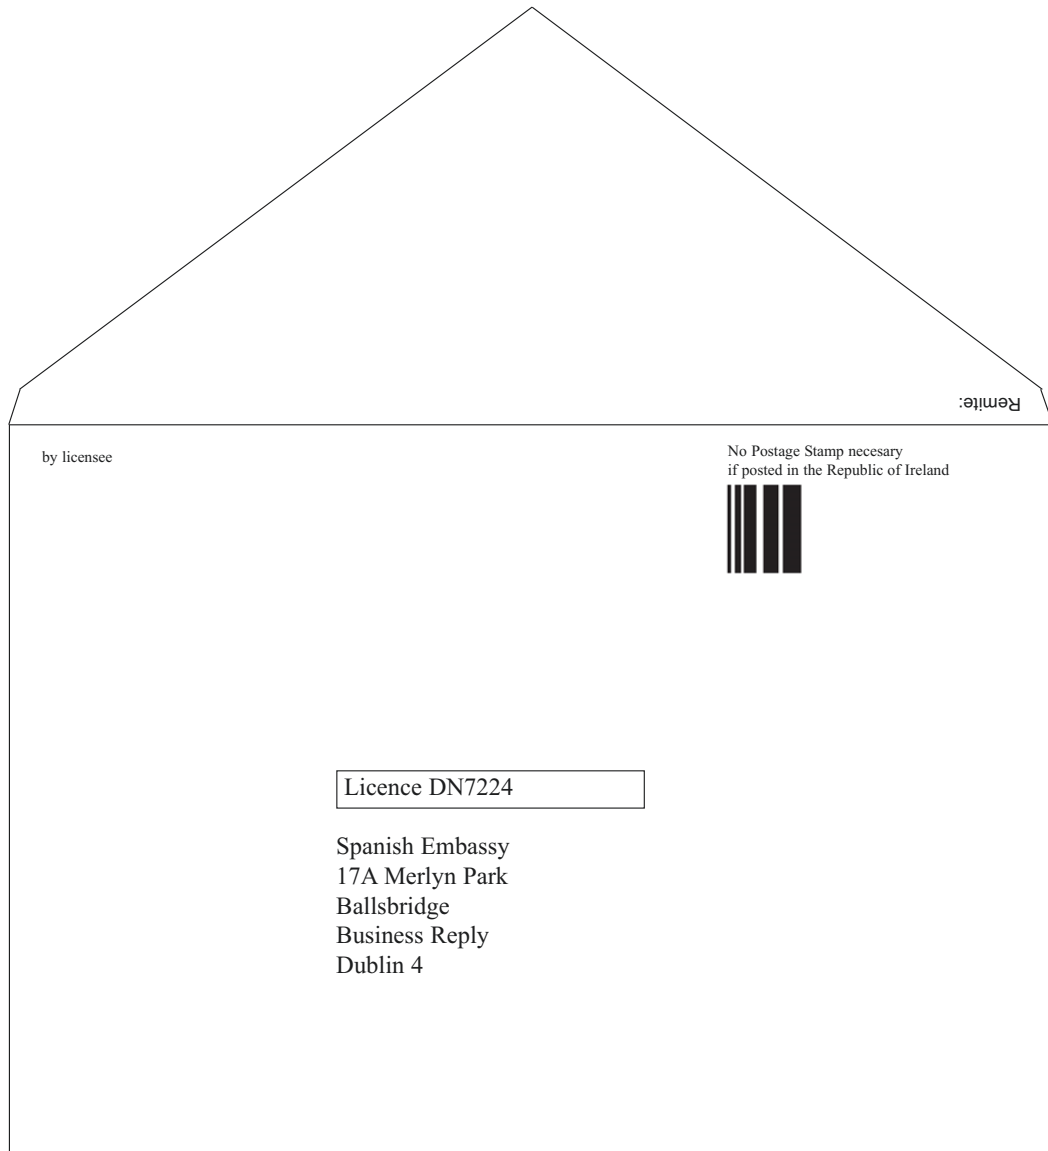 Remite:
by licensee
No Postage Stamp necesary
if posted in the Republic of Ireland
Licence DN7224
Spanish Embassy
17A Merlyn Park
Ballsbridge
Business Reply
Dublin 4